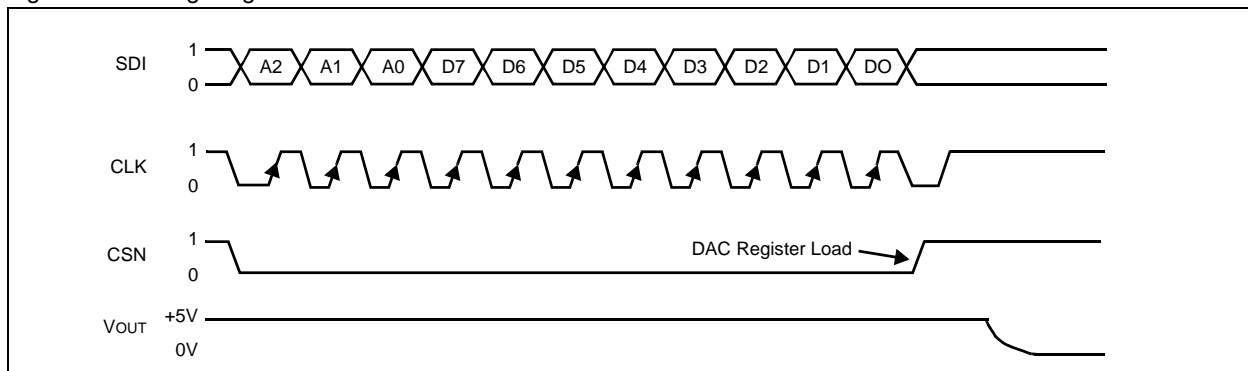 SDI 1 0 A2 A1 A0 D7 D6 D5 D4 D3 D2 D1 DO
CLK 1 0
CSN 1 0 DAC Register Load
VOUT +5V 0V